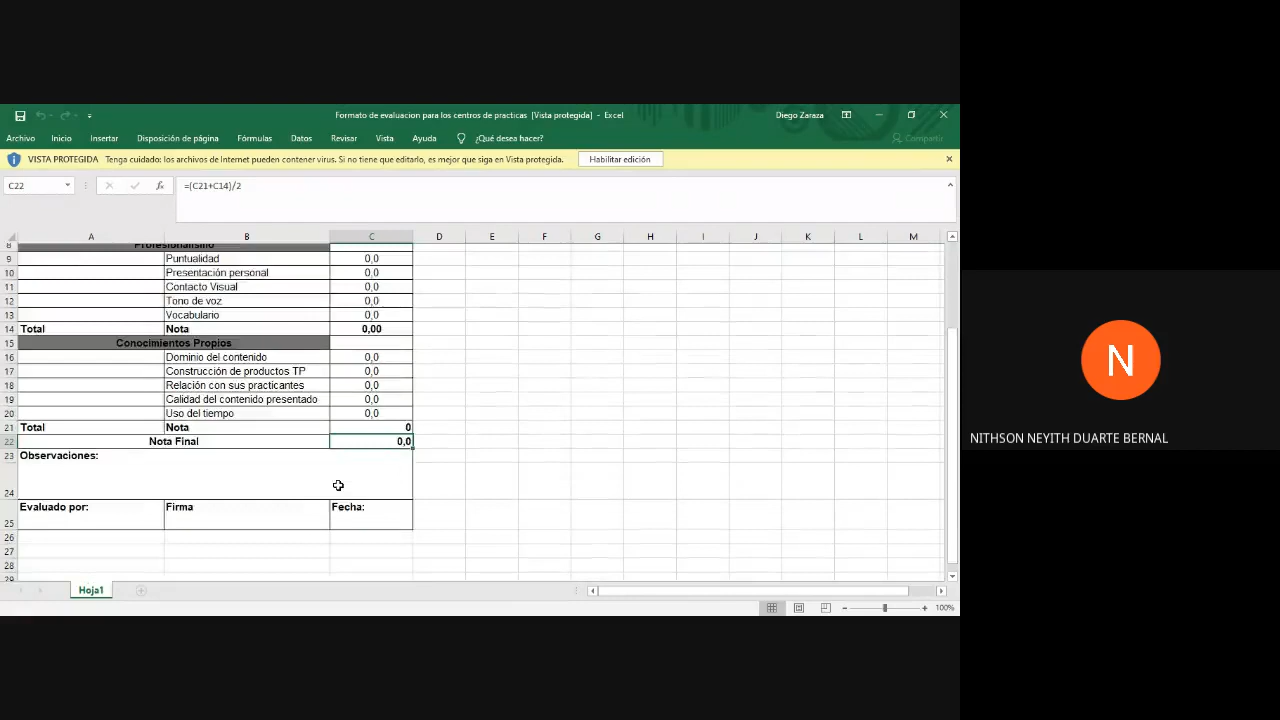 Formato de evaluacion para los centros de practicas [Vista protegida] - Excel
Diego Zaraza
Archivo Inicio Insertar Disposición de página Fórmulas Datos Revisar Vista Ayuda ¿Qué desea hacer? Compartir
VISTA PROTEGIDA Tenga cuidado: los archivos de Internet pueden contener virus. Si no tiene que editarlo, es mejor que siga en Vista protegida. Habilitar edición
C22 fx =(C21+C14)/2
A B C D E F G H I J K L M
8 Profesionalismo
9 Puntualidad 0,0
10 Presentación personal 0,0
11 Contacto Visual 0,0
12 Tono de voz 0,0
13 Vocabulario 0,0
14 Total Nota 0,00
15 Conocimientos Propios
16 Dominio del contenido 0,0
17 Construcción de productos TP 0,0
18 Relación con sus practicantes 0,0
19 Calidad del contenido presentado 0,0
20 Uso del tiempo 0,0
21 Total Nota 0
22 Nota Final 0,0
23 Observaciones:
24
25 Evaluado por: Firma Fecha:
26
27
28
29
Hoja1
100%
N
NITHSON NEYITH DUARTE BERNAL